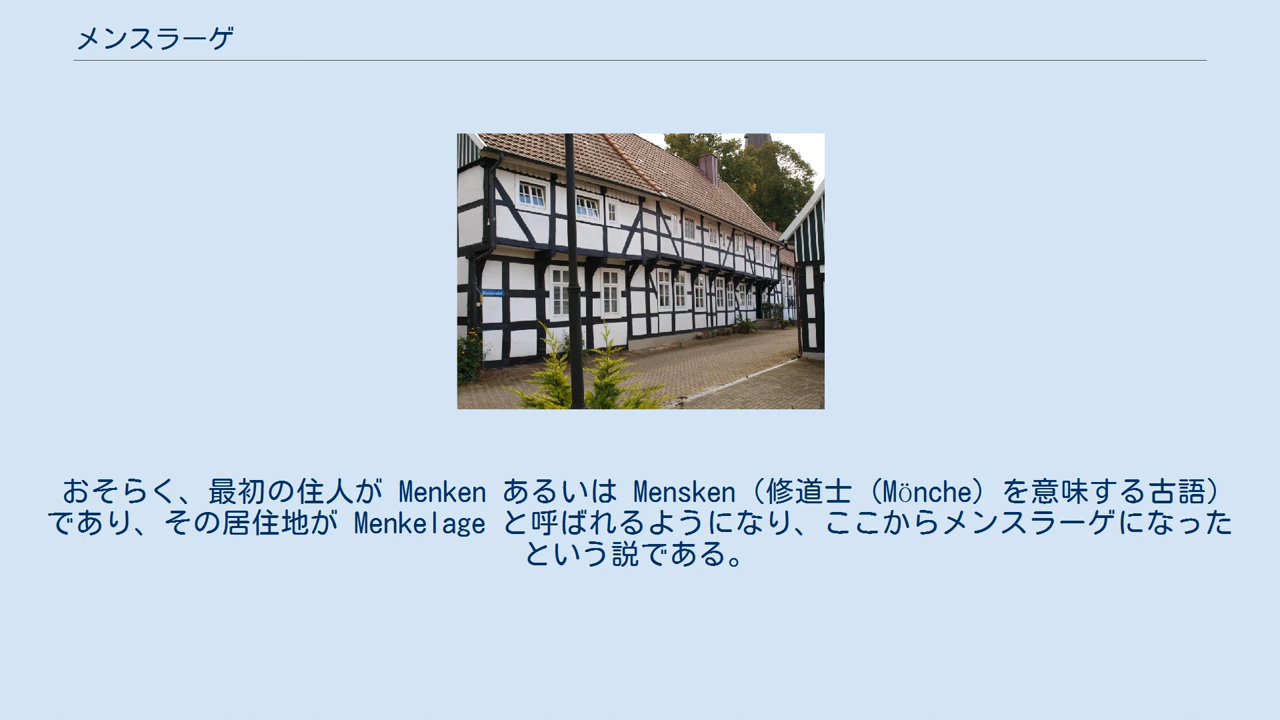 メンスラーゲ
おそらく、最初の住人が Menken あるいは Mensken（修道士（Mönche）を意味する古語）
であり、その居住地が Menkelage と呼ばれるようになり、ここからメンスラーゲになった
という説である。